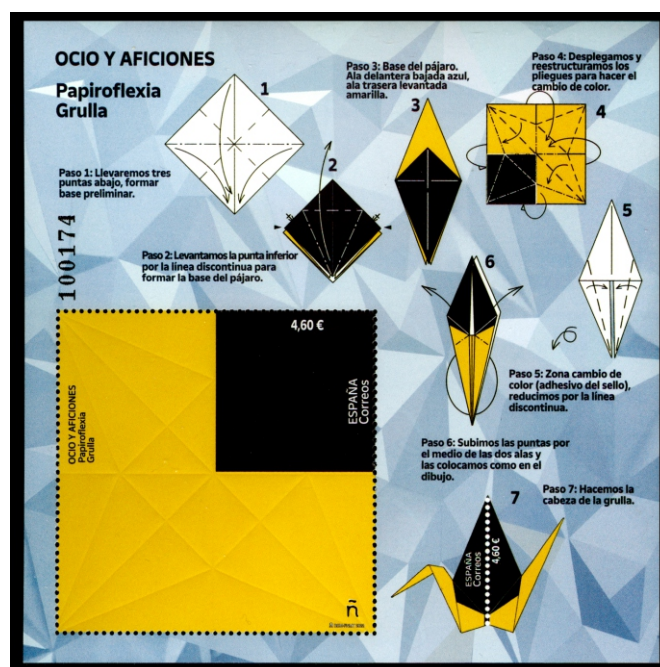 OCIO Y AFICIONES
Papiroflexia
Grulla
1
Paso 1: Llevaremos tres
puntas abajo, formar
base preliminar.
100174
2
Paso 2: Levantamos la punta inferior
por la línea discontinua para
formar la base del pájaro.
Paso 3: Base del pájaro.
Ala delantera bajada azul,
ala trasera levantada
amarilla.
3
Paso 4: Desplegamos y
reestructuramos los
pliegues para hacer el
cambio de color.
4
5
Paso 5: Zona cambio de
color (adhesivo del sello),
reducimos por la línea
discontinua.
6
Paso 6: Subimos las puntas por
el medio de las dos alas y
las colocamos como en el
dibujo.
7
Paso 7: Hacemos la
cabeza de la grulla.
ESPAÑA
Correos
4,60 €
4,60 €
ESPAÑA
Correos
OCIO Y AFICIONES
Papiroflexia
Grulla
ñ